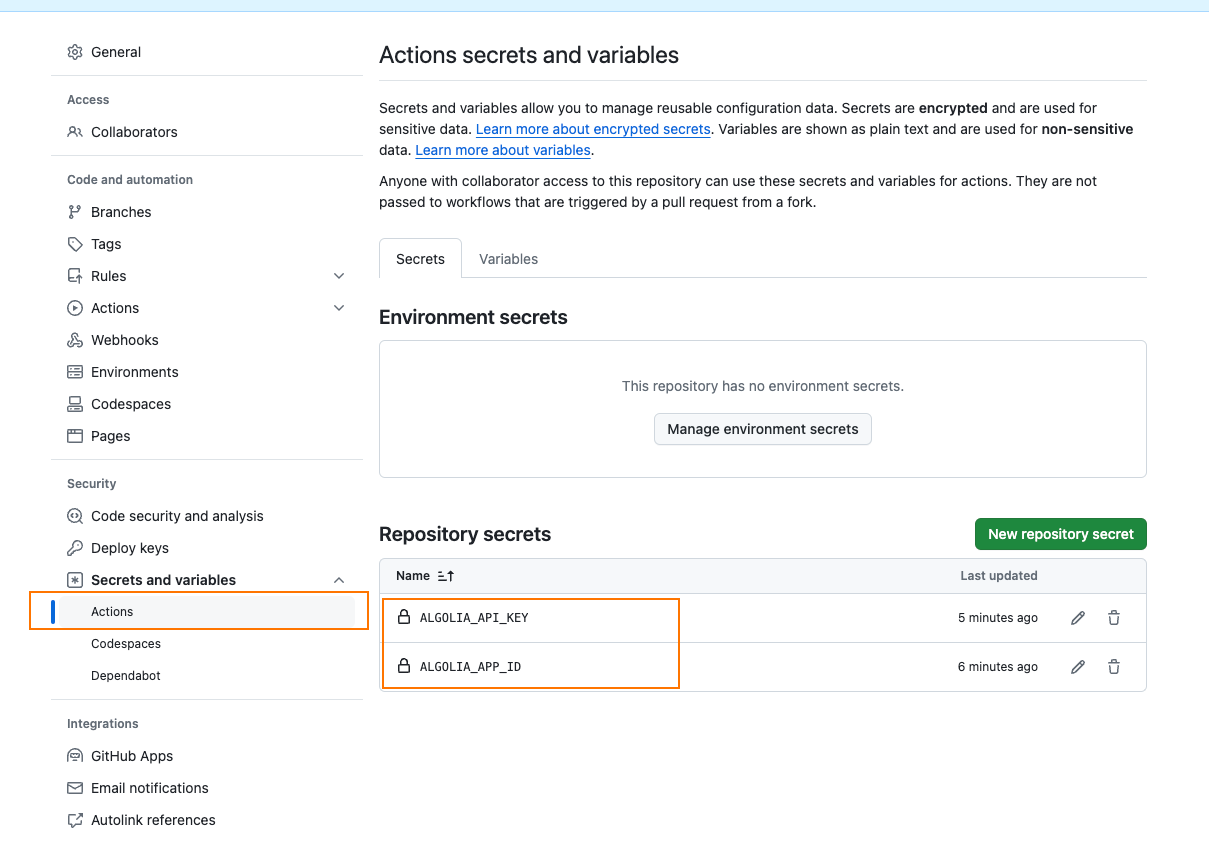 General
Access
Collaborators
Code and automation
Branches
Tags
Rules
Actions
Webhooks
Environments
Codespaces
Pages
Security
Code security and analysis
Deploy keys
Secrets and variables
Actions
Codespaces
Dependabot
Integrations
GitHub Apps
Email notifications
Autolink references
Actions secrets and variables
Secrets and variables allow you to manage reusable configuration data. Secrets are encrypted and are used for
sensitive data. Learn more about encrypted secrets. Variables are shown as plain text and are used for non-sensitive
data. Learn more about variables.
Anyone with collaborator access to this repository can use these secrets and variables for actions. They are not
passed to workflows that are triggered by a pull request from a fork.
Secrets Variables
Environment secrets
This repository has no environment secrets.
Manage environment secrets
Repository secrets New repository secret
Name Last updated
ALGOLIA_API_KEY 5 minutes ago
ALGOLIA_APP_ID 6 minutes ago